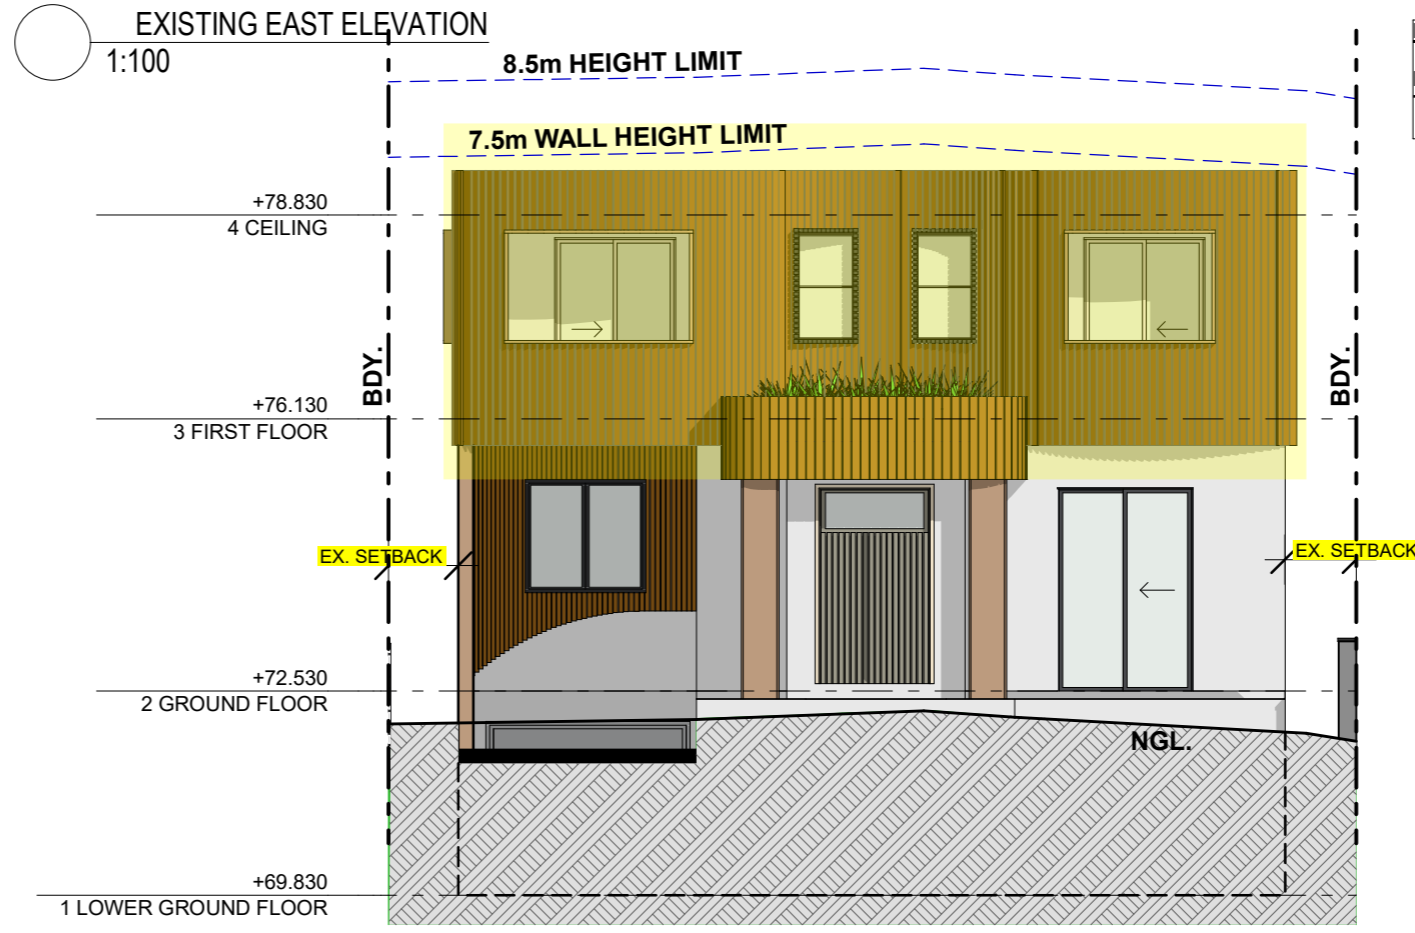 EXISTING EAST ELEVATION
1:100
8.5m HEIGHT LIMIT
7.5m WALL HEIGHT LIMIT
+78.830
4 CEILING
BDY.
BDY.
+76.130
3 FIRST FLOOR
EX. SETBACK
EX. SETBACK
+72.530
2 GROUND FLOOR
NGL.
+69.830
1 LOWER GROUND FLOOR